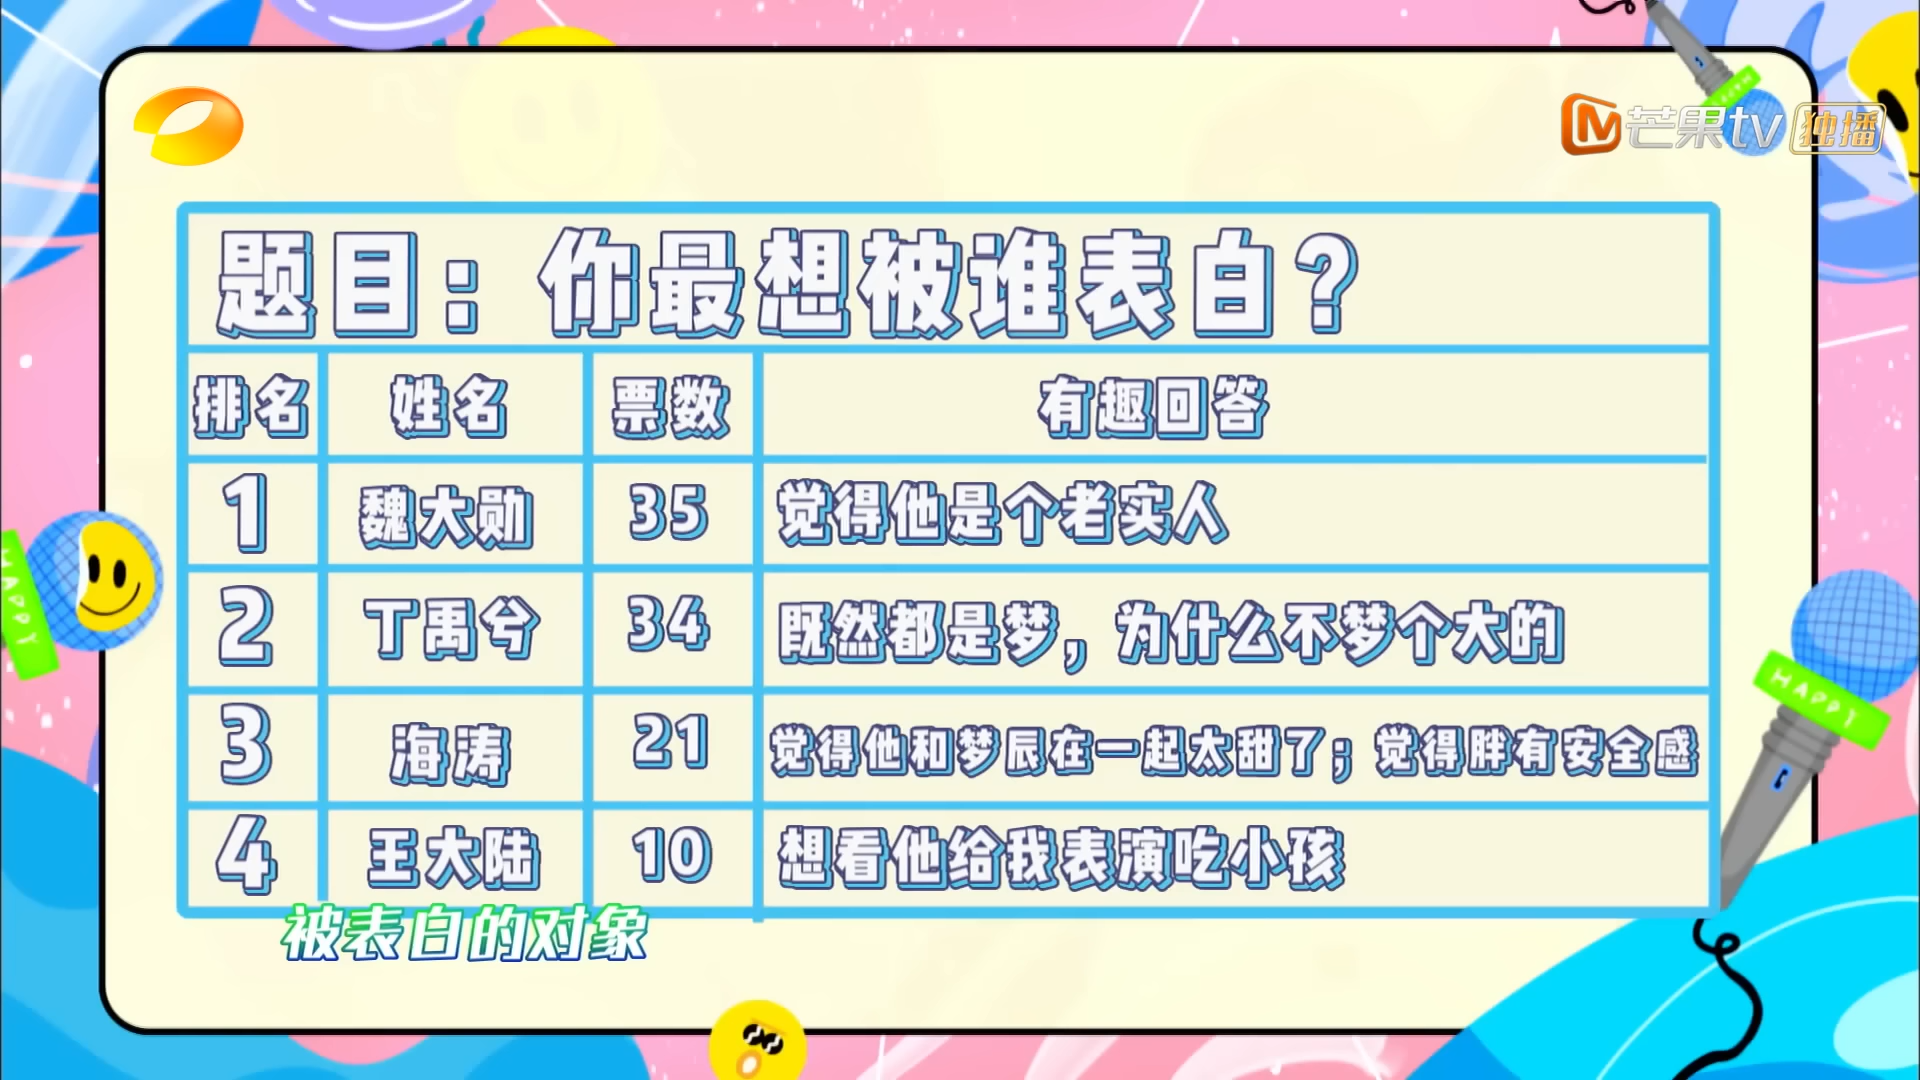 芒果tv 独播
题目：你最想被谁表白？
排名 姓名 票数 有趣回答
1 魏大勋 35 觉得他是个老实人
2 丁禹兮 34 既然都是梦，为什么不梦个大的
3 海涛 21 觉得他和梦辰在一起太甜了；觉得胖有安全感
4 王大陆 10 想看他给我表演吃小孩
被表白的对象
HAPPY
HAPPY